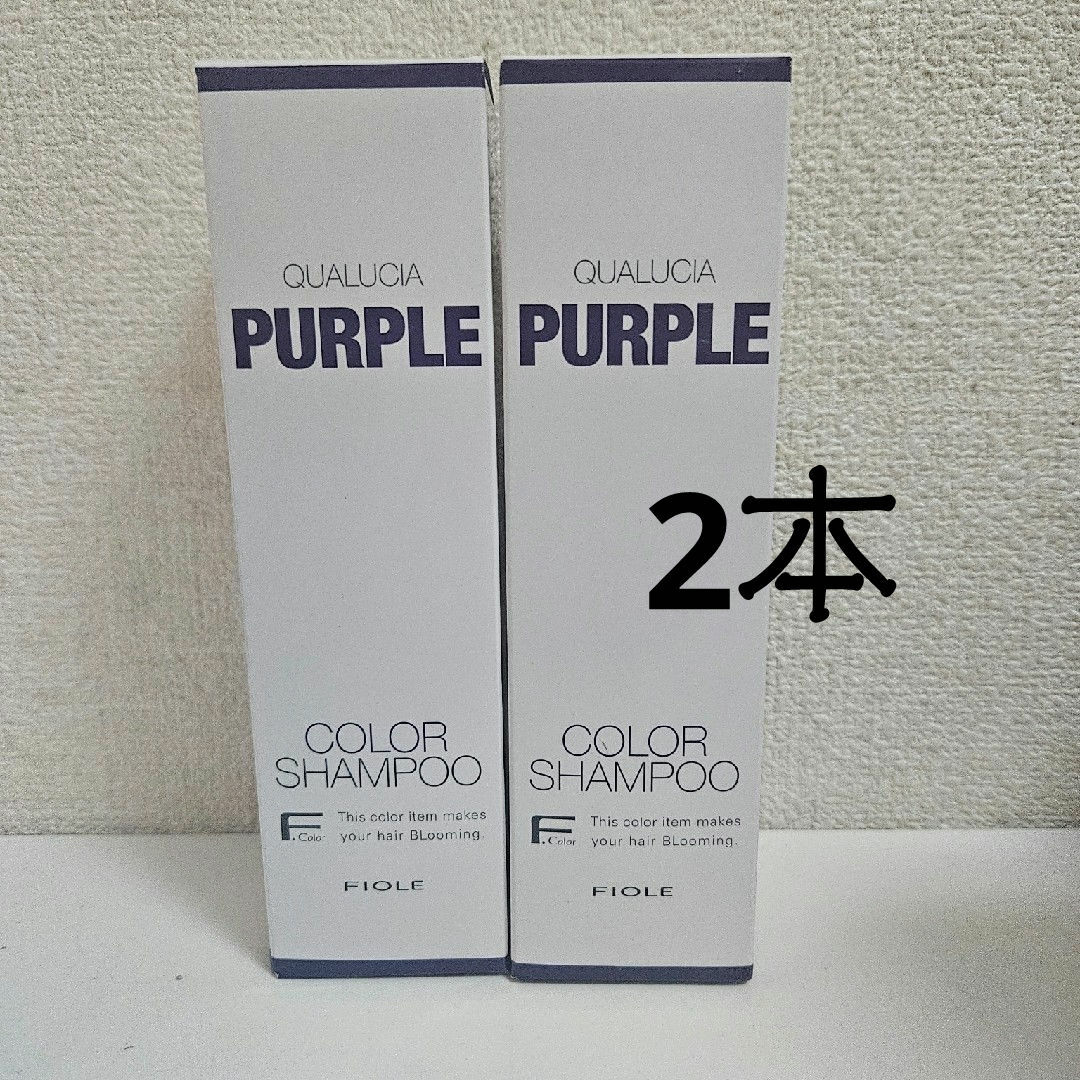 QUALUCIA
PURPLE
COLOR
SHAMPOO
F.Color
This color item makes
your hair BLooming.
FIOLE
QUALUCIA
PURPLE
2本
COLOR
SHAMPOO
F.Color
This color item makes
your hair BLooming.
FIOLE